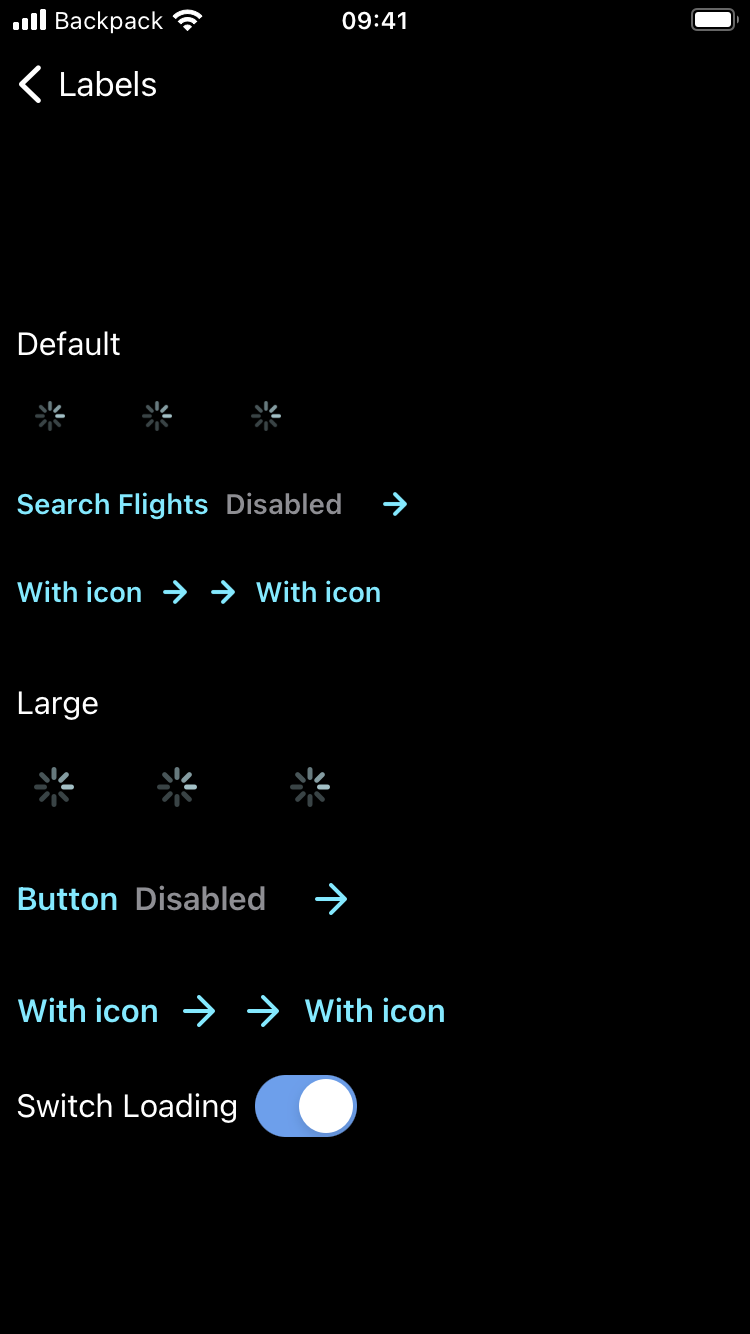 Backpack 09:41
Labels
Default
Search Flights Disabled
With icon With icon
Large
Button Disabled
With icon With icon
Switch Loading